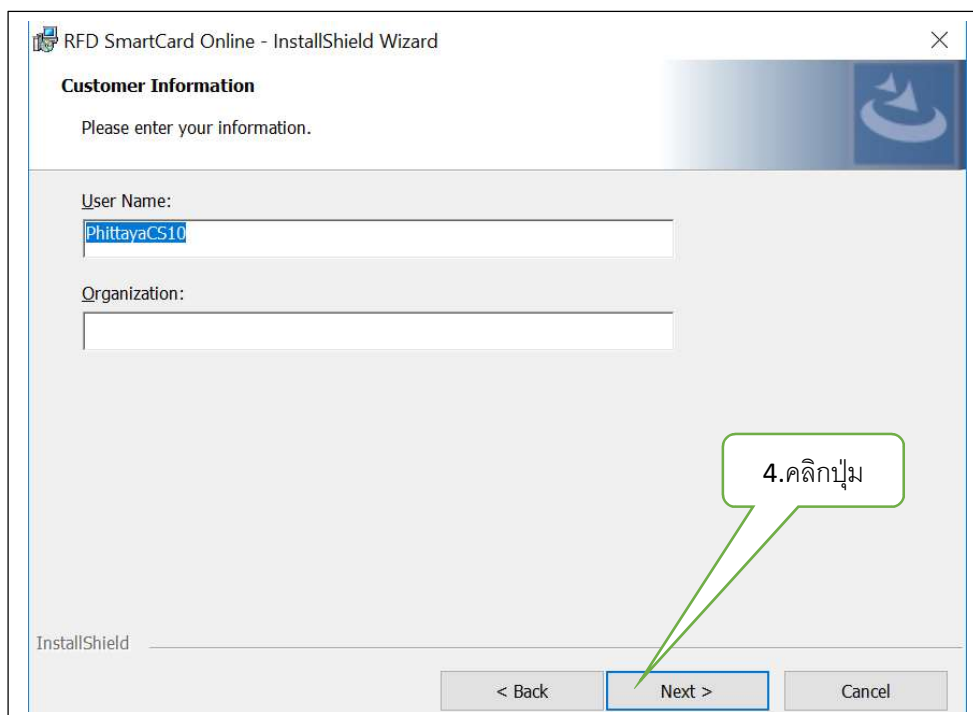 RFD SmartCard Online - InstallShield Wizard
Customer Information
Please enter your information.
User Name:
PhittayaCS10
Organization:
4.คลิกปุ่ม
InstallShield
< Back
Next >
Cancel